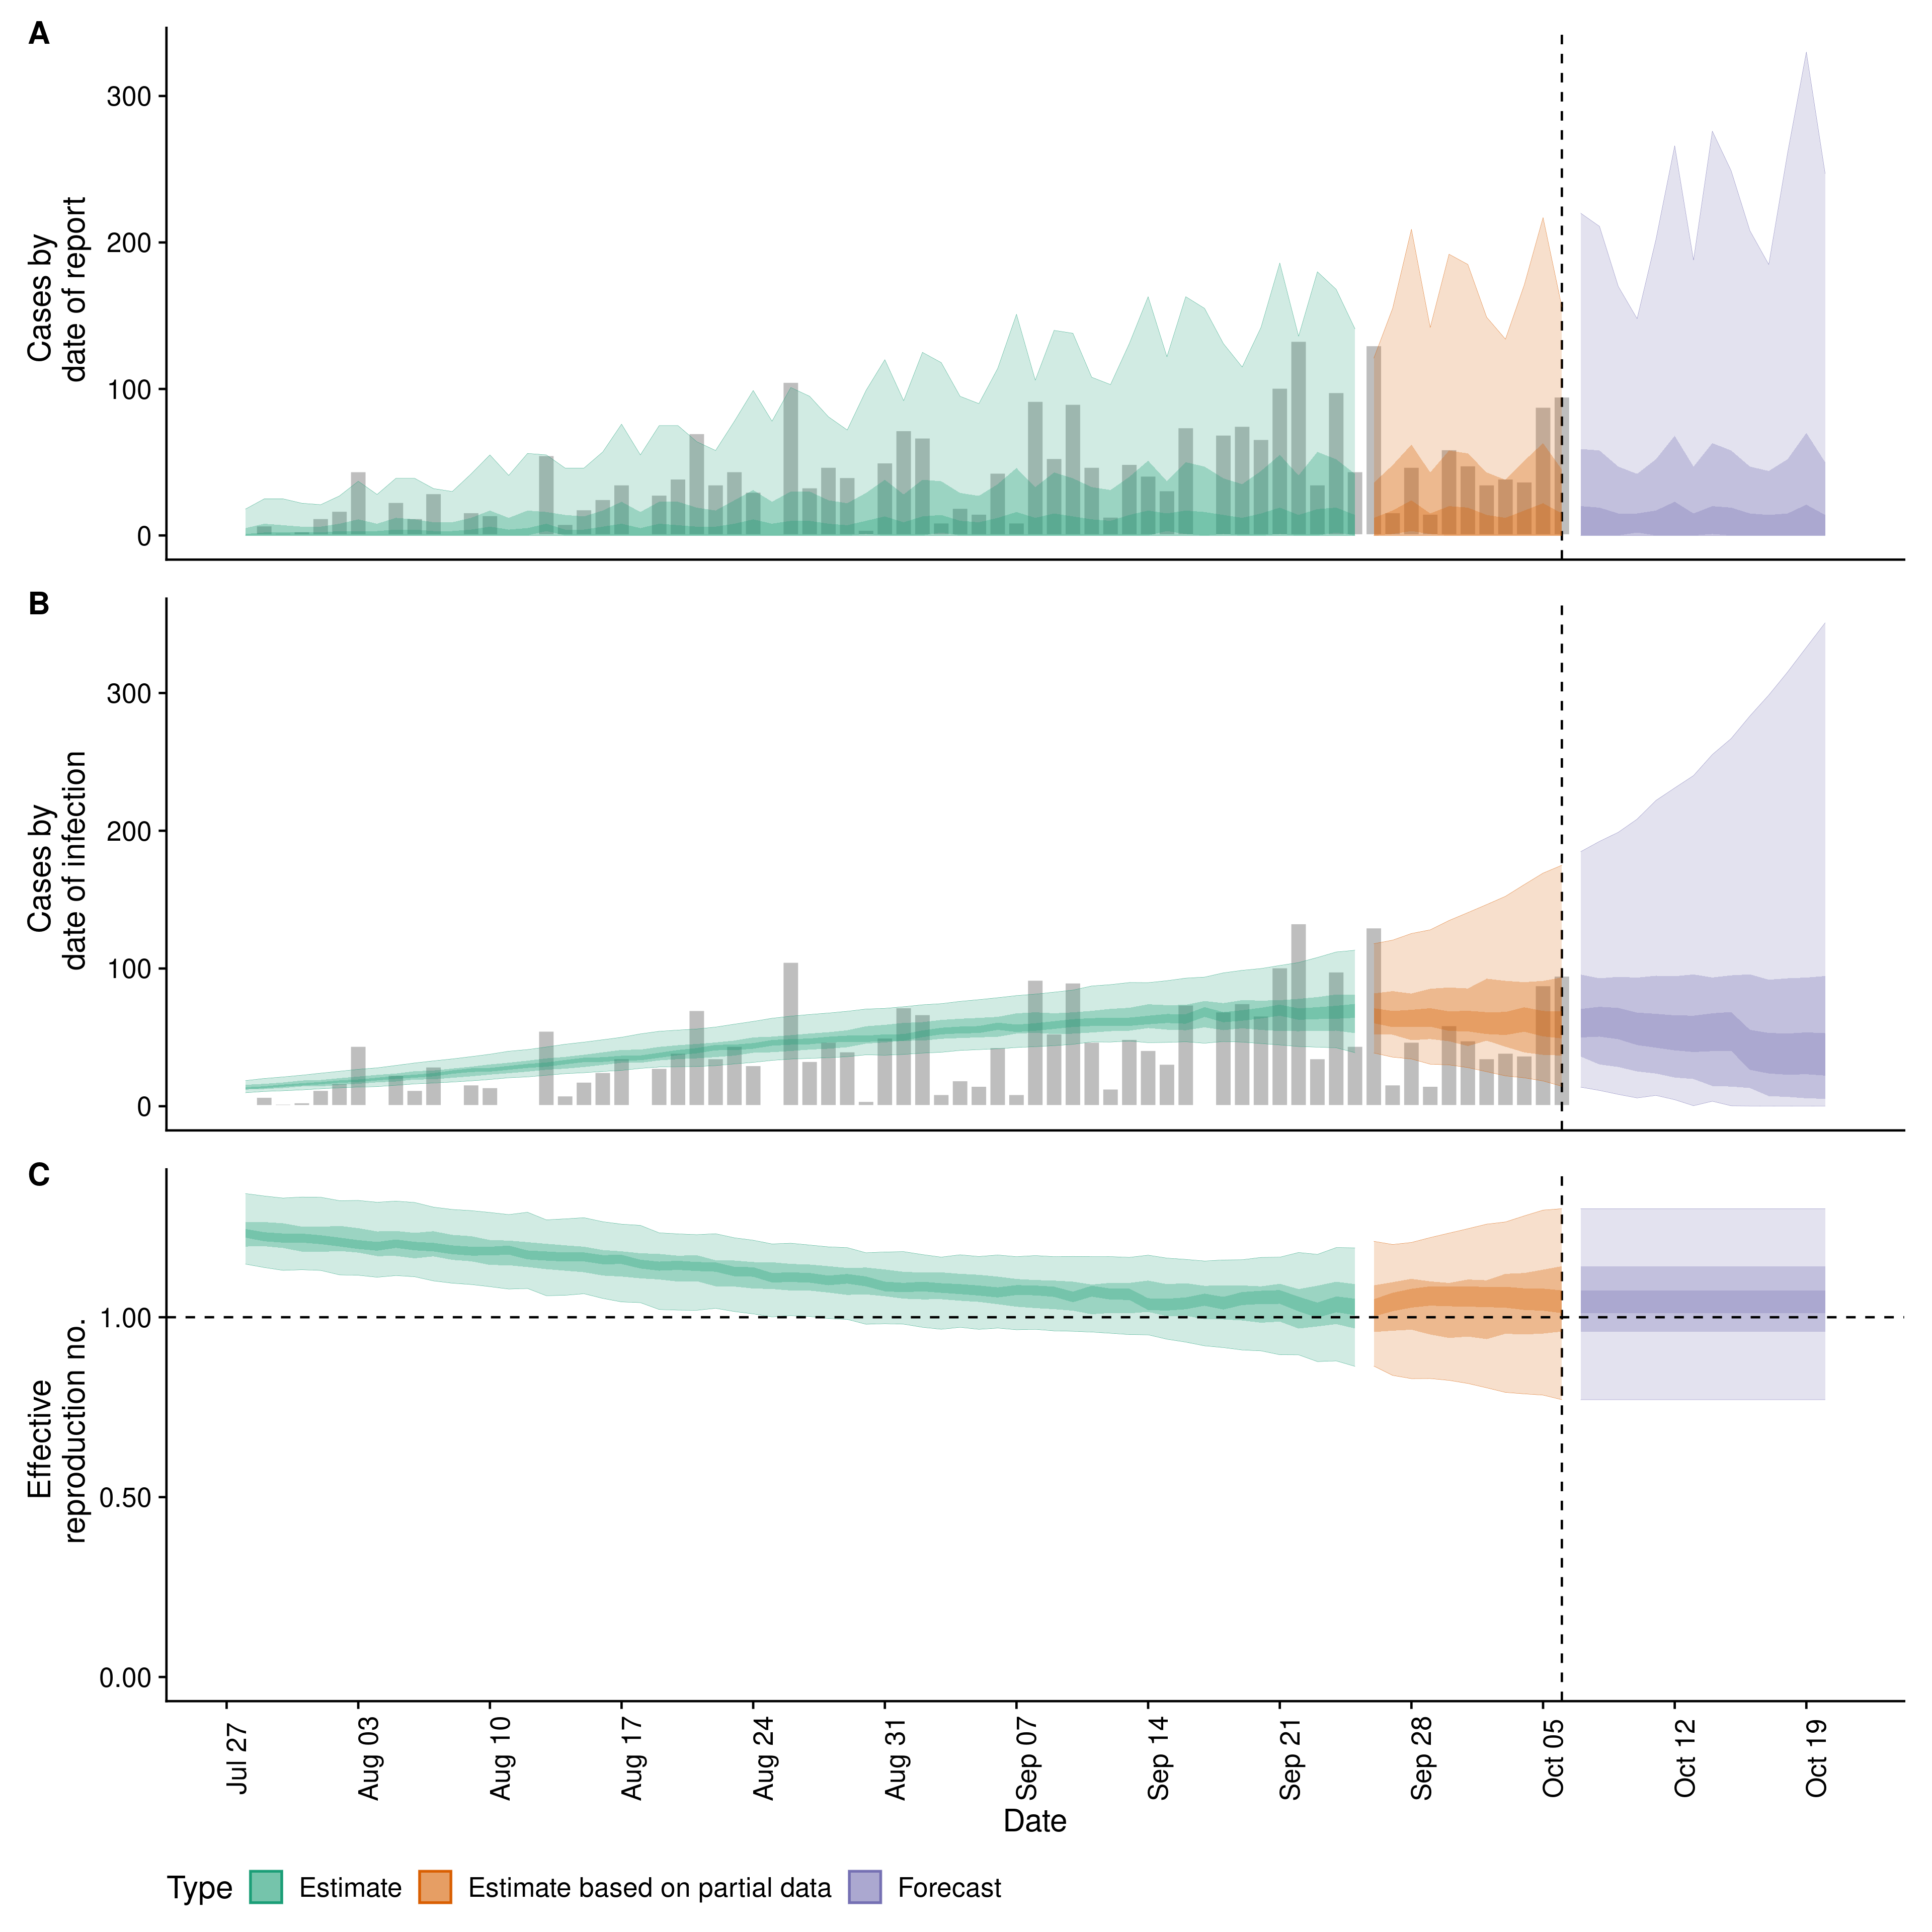 A
Cases by
date of report
300
200
100
0
B
Cases by
date of infection
300
200
100
0
C
Effective
reproduction no.
1.00
0.50
0.00
Jul 27
Aug 03
Aug 10
Aug 17
Aug 24
Aug 31
Sep 07
Sep 14
Sep 21
Sep 28
Oct 05
Oct 12
Oct 19
Date
Type
Estimate
Estimate based on partial data
Forecast